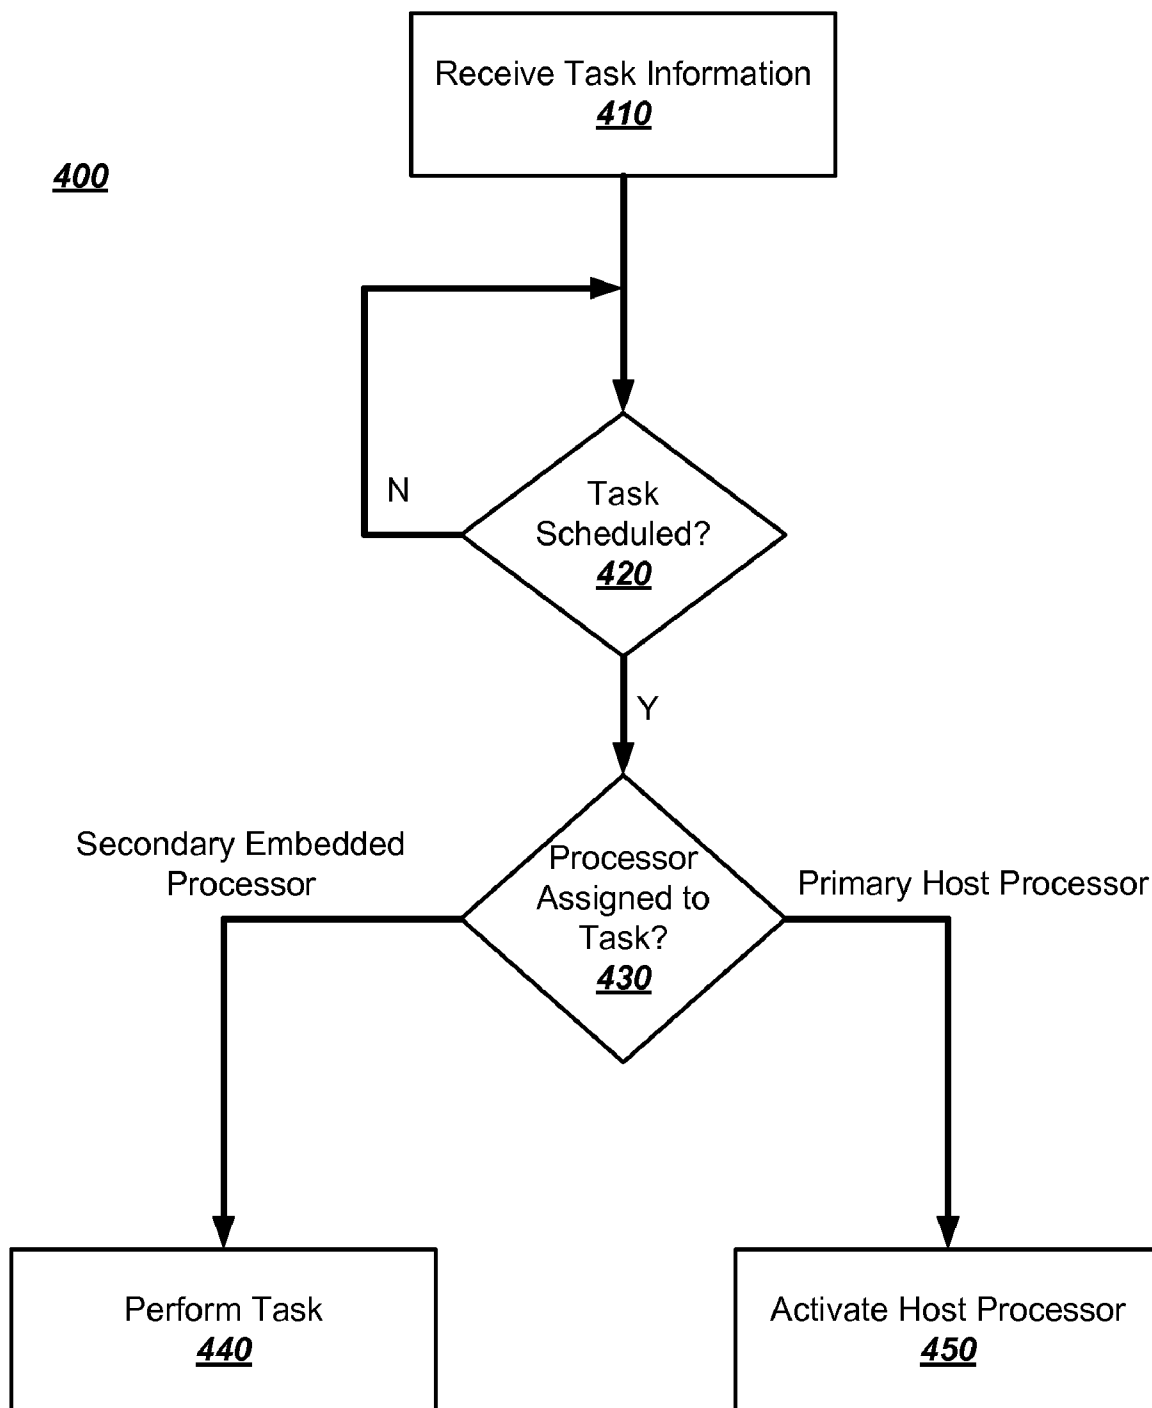 Receive Task Information
410
400
N
Task
Scheduled?
420
Y
Secondary Embedded
Processor
Processor
Assigned to
Task?
430
Primary Host Processor
Perform Task
440
Activate Host Processor
450